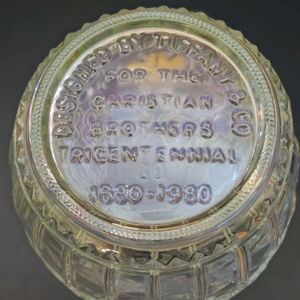 DESIGNED BY TIFFANY & CO
FOR THE
CHRISTIAN
BROTHERS
TRICENTENNIAL
1680-1980